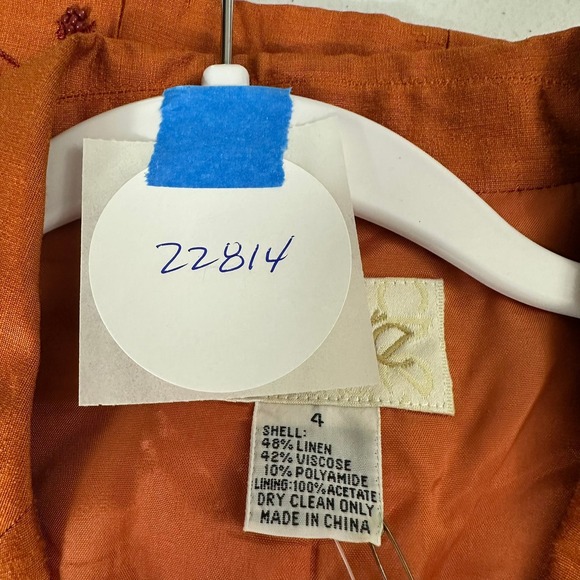 22814
4
SHELL:
48% LINEN
42% VISCOSE
10% POLYAMIDE
LINING:100% ACETATE
DRY CLEAN ONLY
MADE IN CHINA